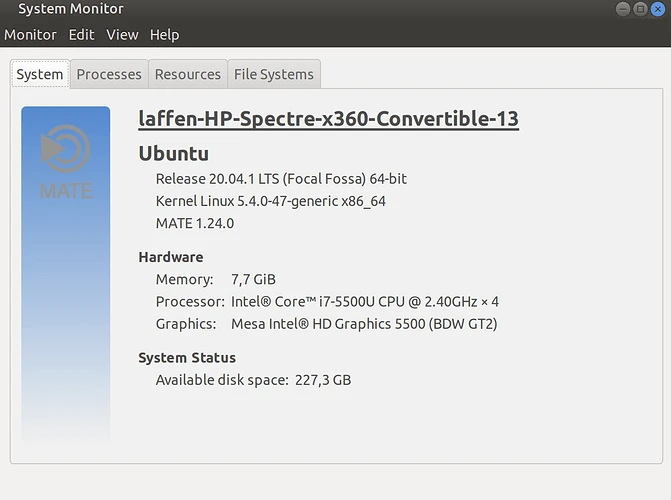 System Monitor
Monitor Edit View Help
System Processes Resources File Systems
MATE
laffen-HP-Spectre-x360-Convertible-13
Ubuntu
Release 20.04.1 LTS (Focal Fossa) 64-bit
Kernel Linux 5.4.0-47-generic x86_64
MATE 1.24.0
Hardware
Memory: 7,7 GiB
Processor: Intel® Core™ i7-5500U CPU @ 2.40GHz × 4
Graphics: Mesa Intel® HD Graphics 5500 (BDW GT2)
System Status
Available disk space: 227,3 GB